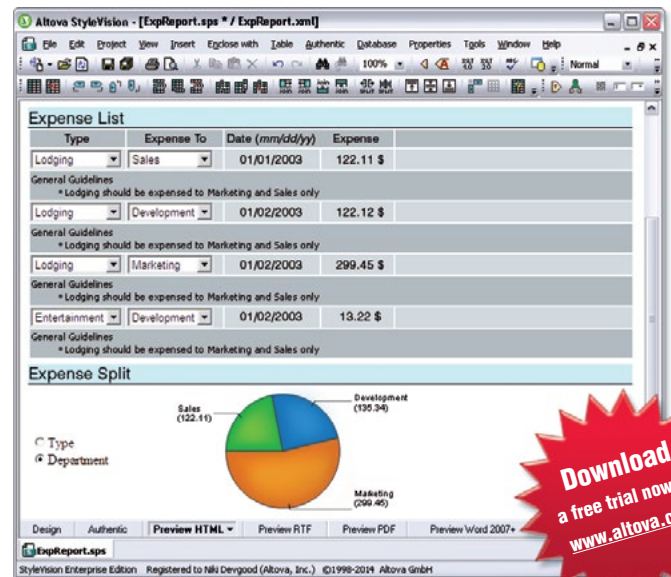 Altova StyleVision - [ExpReport.sps * / ExpReport.xml]
File Edit Project View Insert Enclose with Table Authentic Database Properties Tools Window Help
100% Normal
Expense List
Type Expense To Date (mm/dd/yy) Expense
Lodging Sales 01/01/2003 122.11 $
General Guidelines
* Lodging should be expensed to Marketing and Sales only
Lodging Development 01/02/2003 122.12 $
General Guidelines
* Lodging should be expensed to Marketing and Sales only
Lodging Marketing 01/02/2003 299.45 $
General Guidelines
* Lodging should be expensed to Marketing and Sales only
Entertainment Development 01/02/2003 13.22 $
General Guidelines
* Lodging should be expensed to Marketing and Sales only
Expense Split
Sales
(122.11)
Development
(135.34)
Type
Department
Marketing
(299.45)
Download
a free trial now
www.altova.c
Design Authentic Preview HTML Preview RTF Preview PDF Preview Word 2007+
ExpReport.sps
StyleVision Enterprise Edition Registered to Niki Devgood (Altova, Inc.) ©1998-2014 Altova GmbH